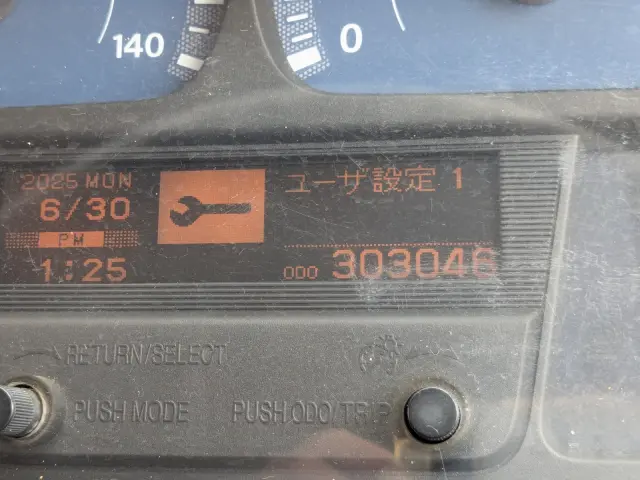 140
0
2025 MON
6/30
PM
1:25
ユーザ設定 1
ODO 303046
RETURN/SELECT
PUSH MODE
PUSH ODO/TRIP